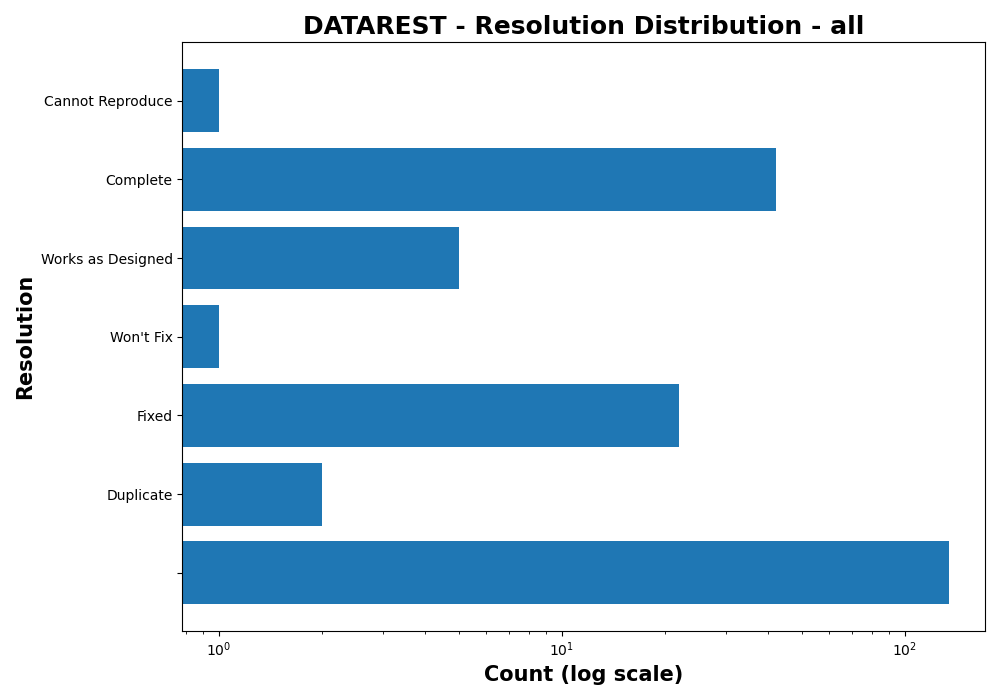 DATAREST - Resolution Distribution - all
Resolution
Cannot Reproduce
Complete
Works as Designed
Won't Fix
Fixed
Duplicate
10⁰
10¹
10²
Count (log scale)